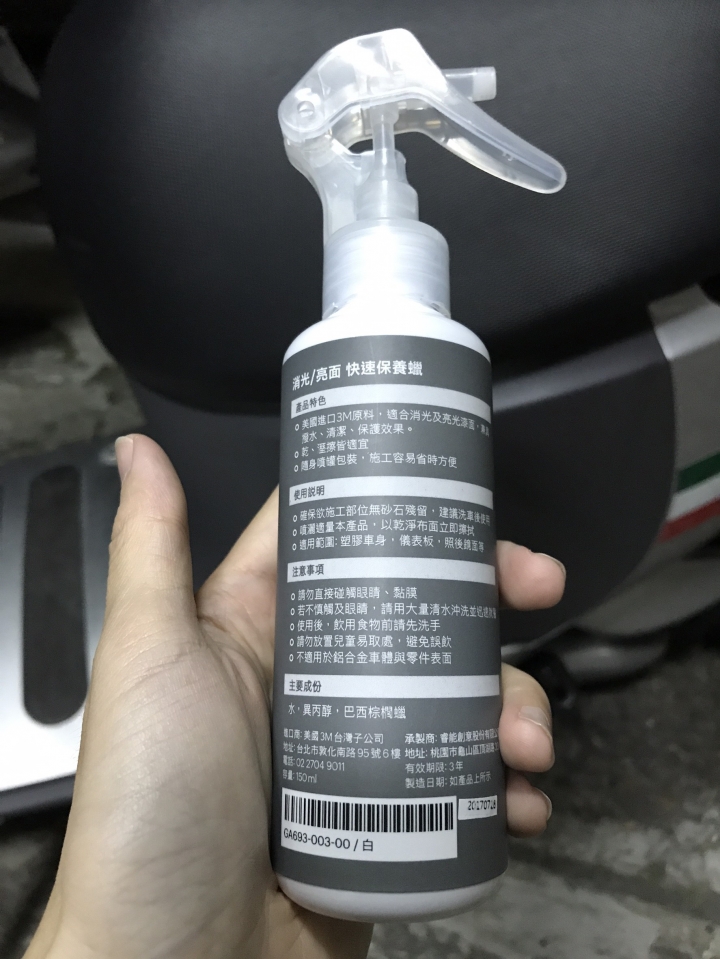 消光/亮面 快速保養蠟
產品特色
美國進口3M原料，適合消光及亮光漆面，兼具
撥水、清潔、保護效果。
乾、溼擦皆適宜
隨身噴罐包裝，施工容易省時方便
使用說明
確保欲施工部位無砂石殘留，建議洗車後使用
噴灑適量本產品，以乾淨布面立即擦拭
適用範圍: 塑膠車身，儀表板，照後鏡面等
注意事項
請勿直接碰觸眼睛、黏膜
若不慎觸及眼睛，請用大量清水沖洗並迅速就醫
使用後，飲用食物前請先洗手
請勿放置兒童易取處，避免誤飲
不適用於鋁合金車體與零件表面
主要成份
水，異丙醇，巴西棕櫚蠟
進口商: 美國3M台灣子公司
地址: 台北市敦化南路95號6樓
電話: 02 2704 9011
容量: 150ml
承製商: 睿能創意股份有限
地址: 桃園市龜山區頂湖路
有效期限: 3年
製造日期: 如產品上所示
20170718
GA693-003-00 / 白